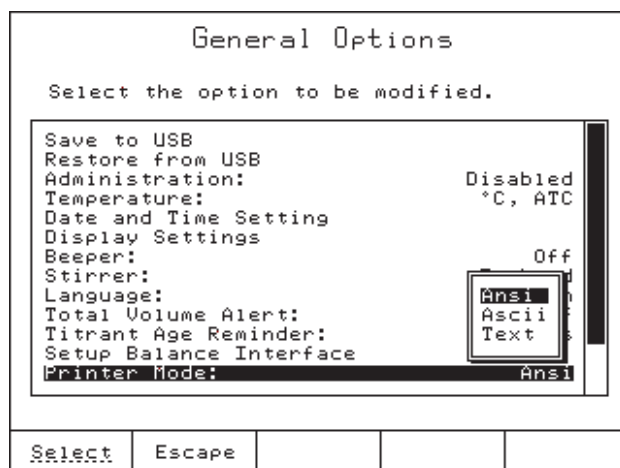 General Options
Select the option to be modified.
Save to USB
Restore from USB
Administration: Disabled
Temperature: °C, ATC
Date and Time Setting
Display Settings
Beeper: Off
Stirrer:
Language:
Total Volume Alert:
Titrant Age Reminder:
Setup Balance Interface
Printer Mode: Ansi
Ansi
Ascii
Text
Select Escape